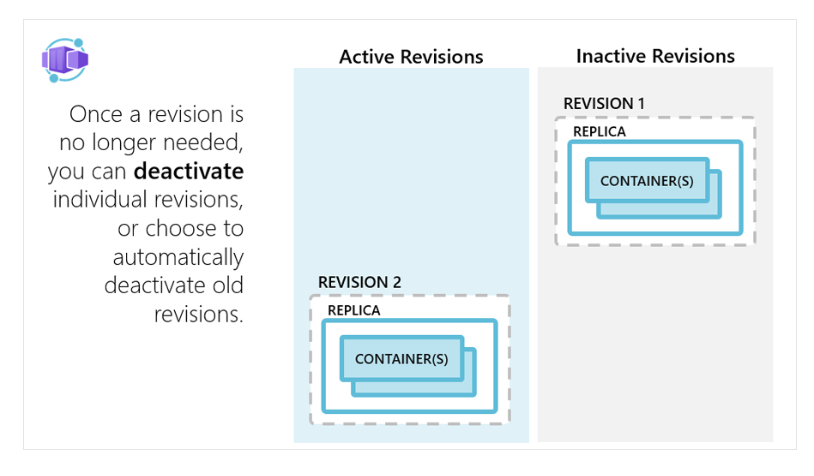 Once a revision is
no longer needed,
you can deactivate
individual revisions,
or choose to
automatically
deactivate old
revisions.
Active Revisions
REVISION 2
REPLICA
CONTAINER(S)
Inactive Revisions
REVISION 1
REPLICA
CONTAINER(S)